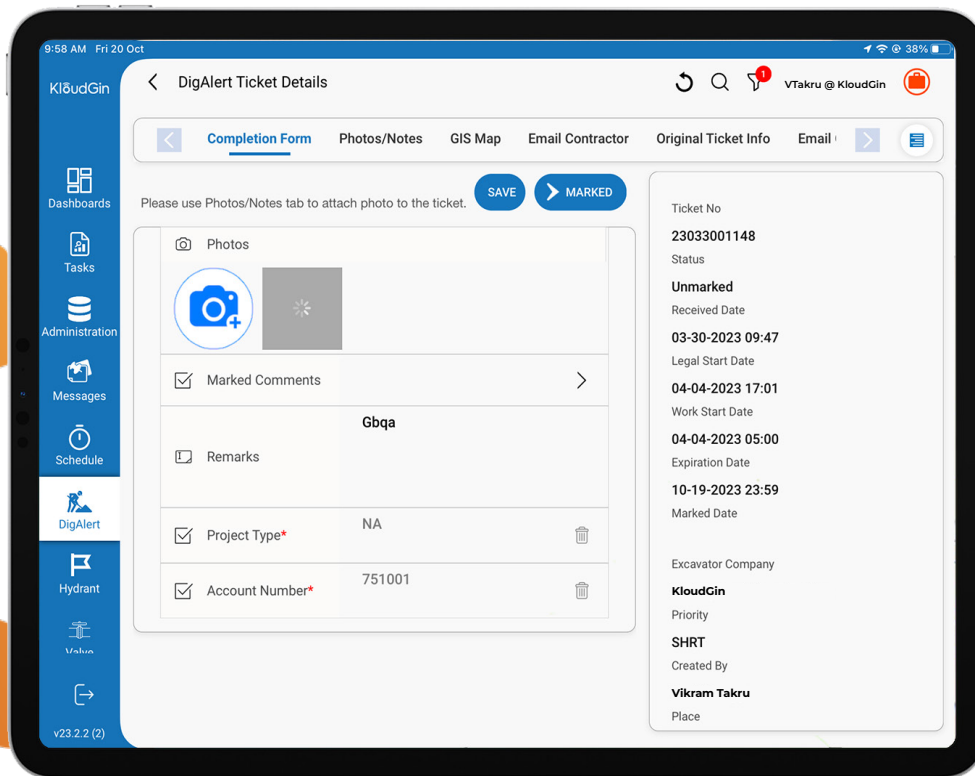 9:58 AM Fri 20 Oct
38%
KloudGin
DigAlert Ticket Details
1
VTakru @ KloudGin
Completion Form
Photos/Notes
GIS Map
Email Contractor
Original Ticket Info
Email
Dashboards
Tasks
Administration
Messages
Schedule
DigAlert
Hydrant
Valve
v23.2.2 (2)
Please use Photos/Notes tab to attach photo to the ticket.
SAVE
MARKED
Photos
Marked Comments
Gbqa
Remarks
Project Type*
NA
Account Number*
751001
Ticket No
23033001148
Status
Unmarked
Received Date
03-30-2023 09:47
Legal Start Date
04-04-2023 17:01
Work Start Date
04-04-2023 05:00
Expiration Date
10-19-2023 23:59
Marked Date
Excavator Company
KloudGin
Priority
SHRT
Created By
Vikram Takru
Place